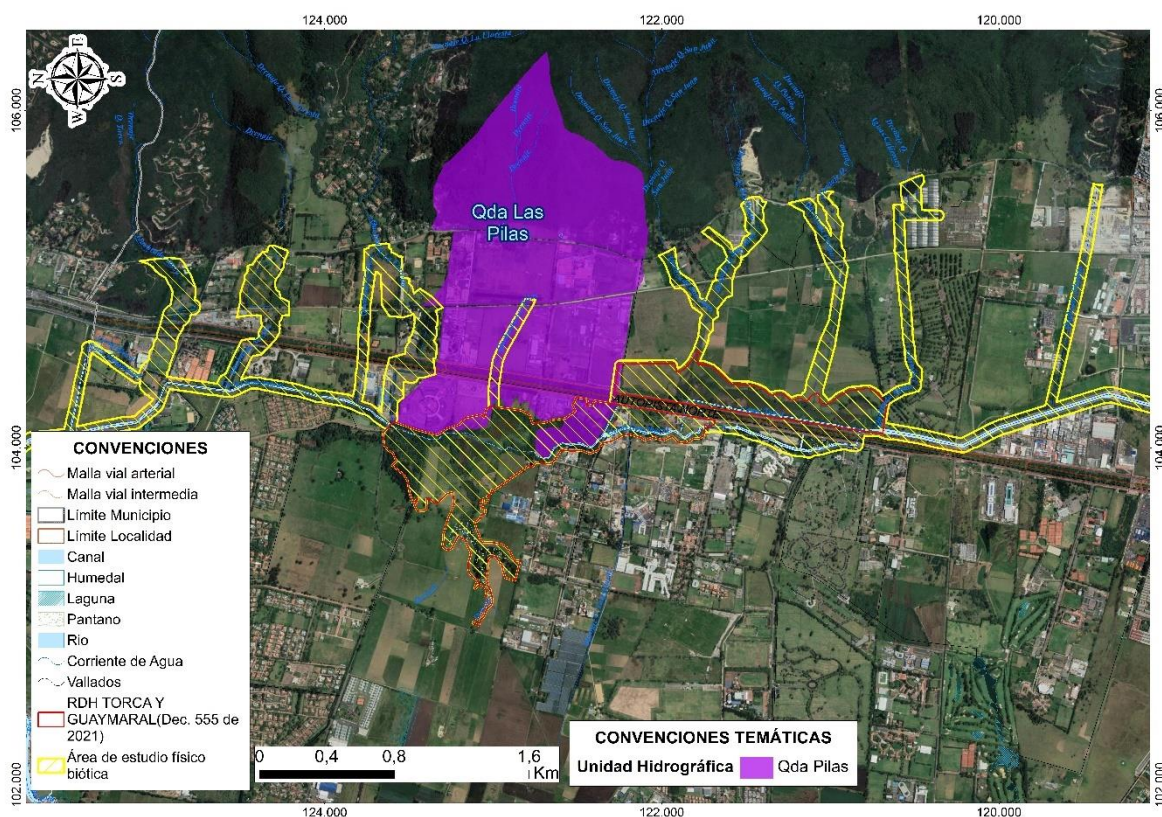 124.000
122.000
120.000
E
N
S
W
106.000
106.000
Qda Las
Pilas
AUTOPISTA NORTE
104.000
104.000
CONVENCIONES
Malla vial arterial
Malla vial intermedia
Límite Municipio
Límite Localidad
Canal
Humedal
Laguna
Pantano
Rio
Corriente de Agua
Vallados
RDH TORCA Y
GUAYMARAL(Dec. 555 de
2021)
Área de estudio físico
biótica
0
0,4
0,8
1,6
Km
CONVENCIONES TEMÁTICAS
Unidad Hidrográfica
Qda Pilas
102.000
102.000
124.000
122.000
120.000